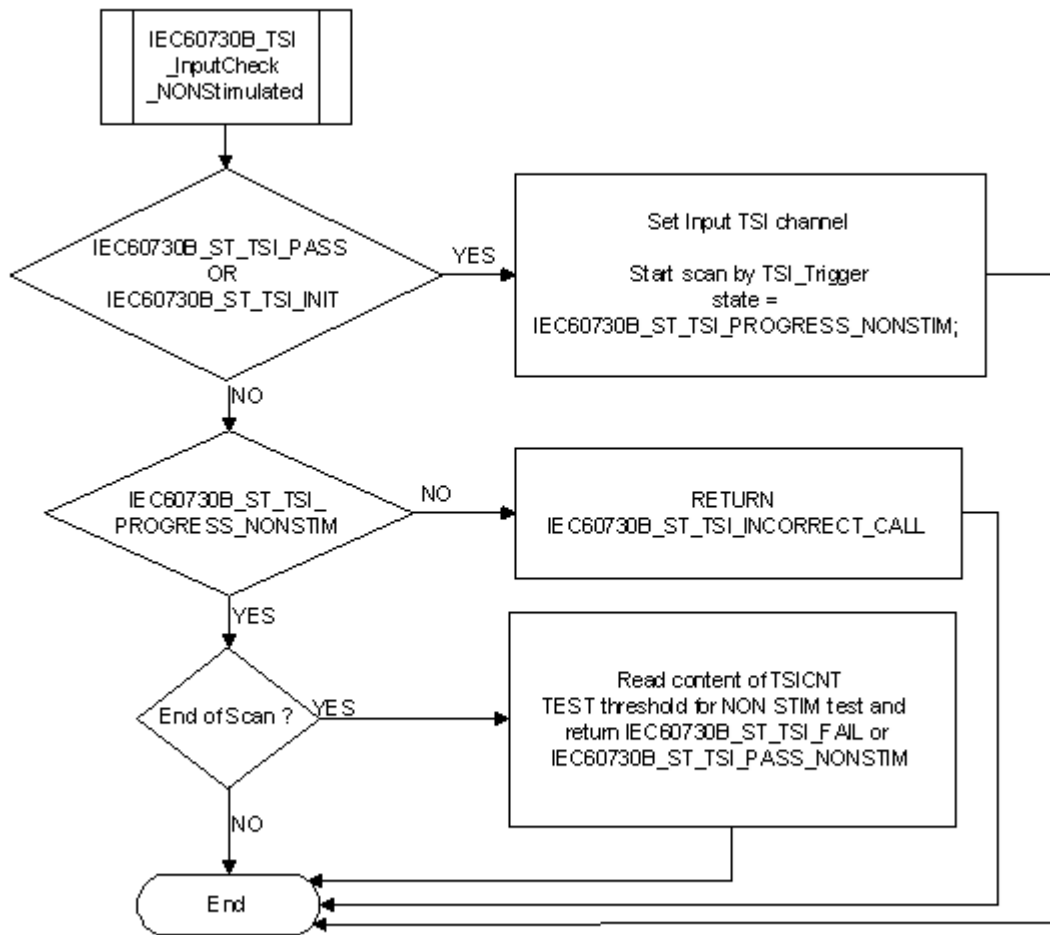 IEC60730B_TSI
_InputCheck
_NONStimulated
IEC60730B_ST_TSI_PASS
OR
IEC60730B_ST_TSI_INIT
YES
Set Input TSI channel
Start scan by TSI_Trigger
state =
IEC60730B_ST_TSI_PROGRESS_NONSTIM;
NO
IEC60730B_ST_TSI_
PROGRESS_NONSTIM
NO
RETURN
IEC60730B_ST_TSI_INCORRECT_CALL
YES
End of Scan ?
YES
Read content of TSICNT
TEST threshold for NON STIM test and
return IEC60730B_ST_TSI_FAIL or
IEC60730B_ST_TSI_PASS_NONSTIM
NO
End